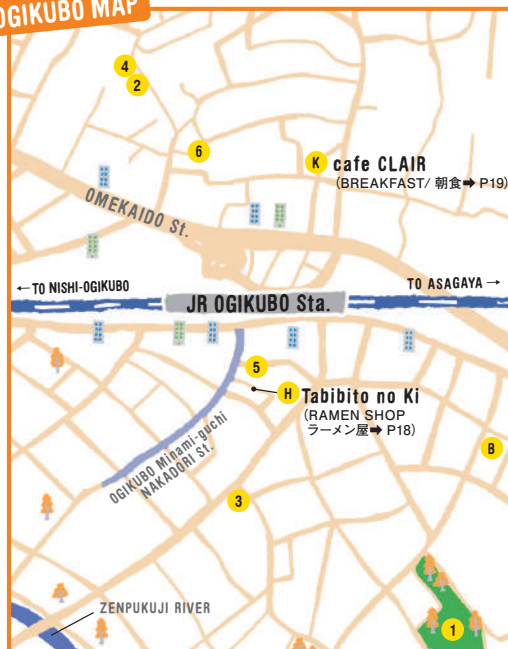 OGIKUBO MAP
4
2
6
K cafe CLAIR
(BREAKFAST/ 朝食➡ P19)
OMEKAIDO St.
← TO NISHI-OGIKUBO
TO ASAGAYA →
JR OGIKUBO Sta.
5
H Tabibito no Ki
(RAMEN SHOP
ラーメン屋➡ P18)
OGIKUBO Minami-guchi
NAKADORI St.
B
3
ZENPUKUJI RIVER
1